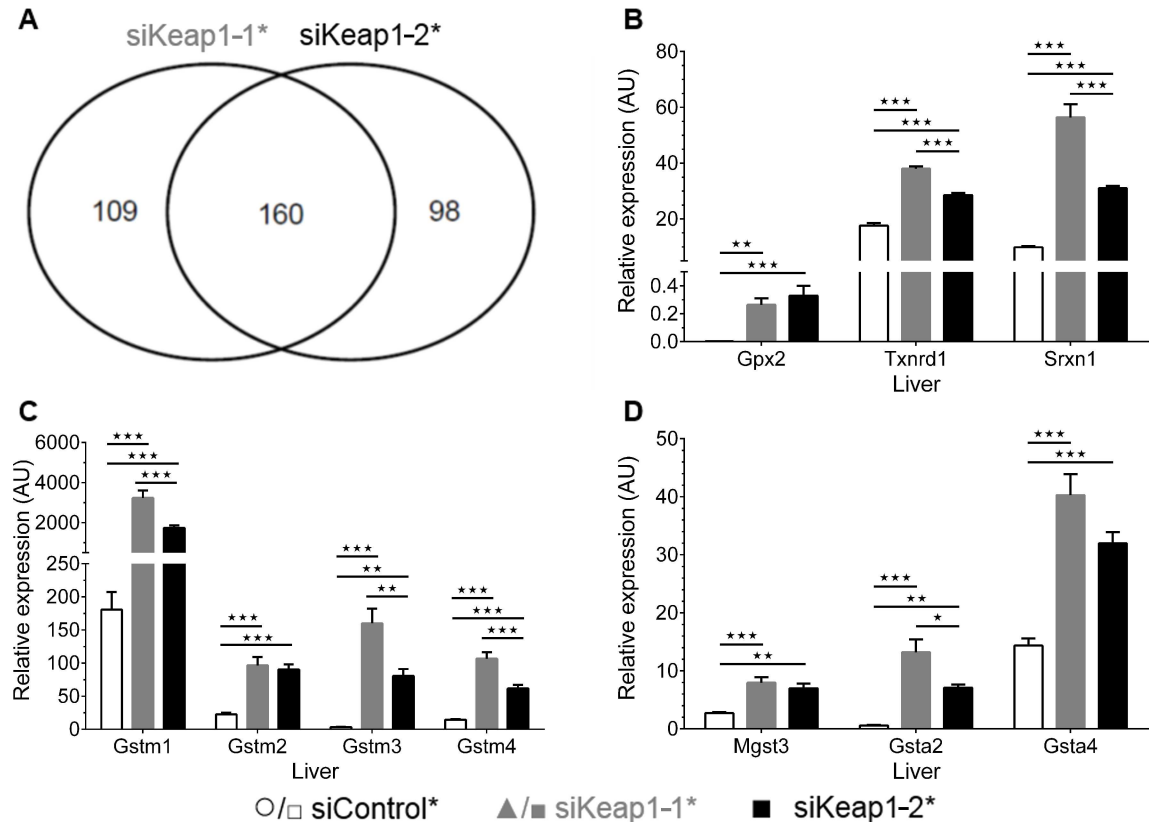 A
siKeap1-1* siKeap1-2*
109 160 98
B
Relative expression (AU)
80
60
40
20
0.4
0.2
0.0
★★ ★★★
★★★ ★★★ ★★★
★★★ ★★★ ★★★
Gpx2 Txnrd1 Srxn1
Liver
C
Relative expression (AU)
6000
4000
2000
250
200
150
100
50
0
★★★ ★★★ ★★★
★★★ ★★★
★★★ ★★ ★★
★★★ ★★★ ★★★
Gstm1 Gstm2 Gstm3 Gstm4
Liver
D
Relative expression (AU)
50
40
30
20
10
0
★★★ ★★
★★★ ★★ ★
★★★ ★★★
Mgst3 Gsta2 Gsta4
Liver
○/□ siControl* ▲/■ siKeap1-1* ■ siKeap1-2*